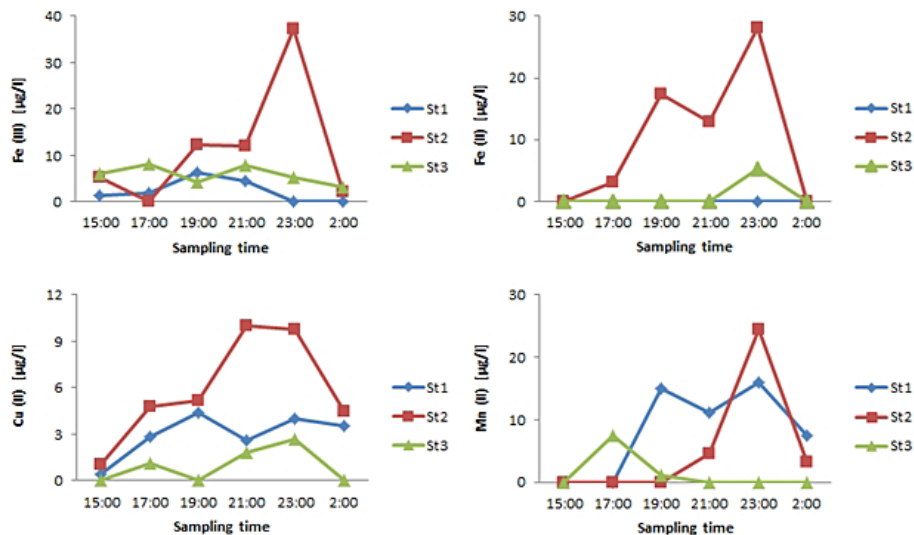 Fe (III) [µg/l]
40
30
20
10
0
15:00 17:00 19:00 21:00 23:00 2:00
Sampling time
St1
St2
St3
Fe (II) [µg/l]
30
20
10
0
15:00 17:00 19:00 21:00 23:00 2:00
Sampling time
St1
St2
St3
Cu (II) [µg/l]
12
9
6
3
0
15:00 17:00 19:00 21:00 23:00 2:00
Sampling time
St1
St2
St3
Mn (II) [µg/l]
30
20
10
0
15:00 17:00 19:00 21:00 23:00 2:00
Sampling time
St1
St2
St3